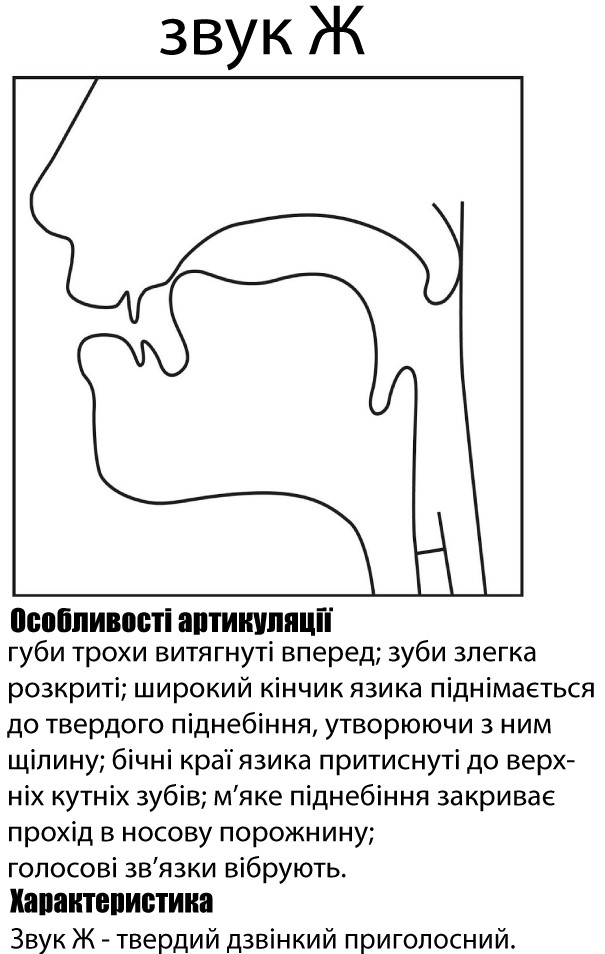 звук Ж
Особливості артикуляції
губи трохи витягнуті вперед; зуби злегка
розкриті; широкий кінчик язика піднімається
до твердого піднебіння, утворюючи з ним
щілину; бічні краї язика притиснуті до верх-
ніх кутніх зубів; м’яке піднебіння закриває
прохід в носову порожнину;
голосові зв’язки вібрують.
Характеристика
Звук Ж - твердий дзвінкий приголосний.